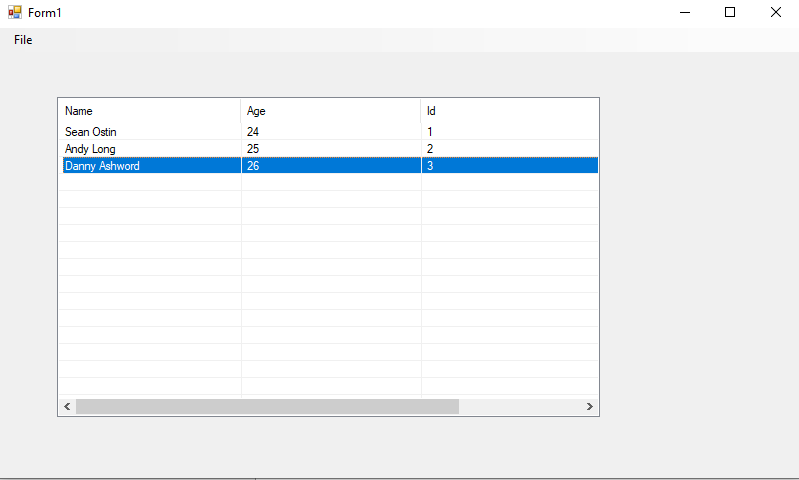 Form1
File
Name Age Id
Sean Ostin 24 1
Andy Long 25 2
Danny Ashword 26 3